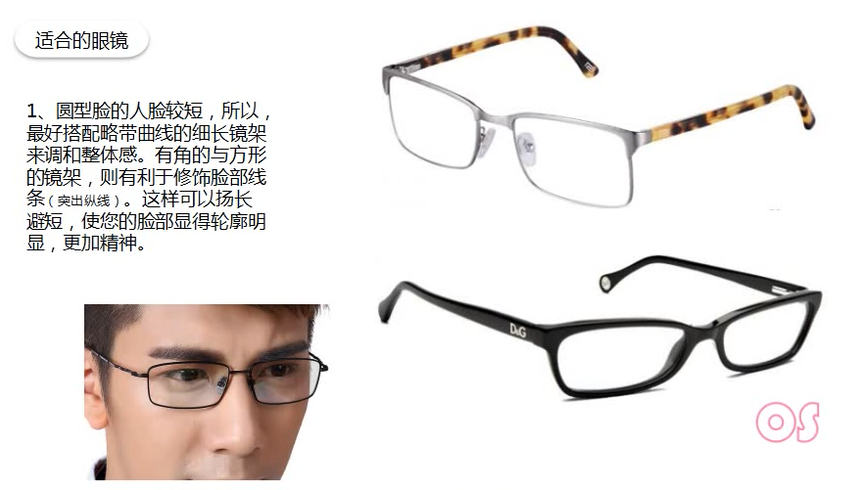 适合的眼镜
1、圆型脸的人脸较短，所以，
最好搭配略带曲线的细长镜架
来调和整体感。有角的与方形
的镜架，则有利于修饰脸部线
条（突出纵线）。这样可以扬长
避短，使您的脸部显得轮廓明
显，更加精神。
D&G
OS